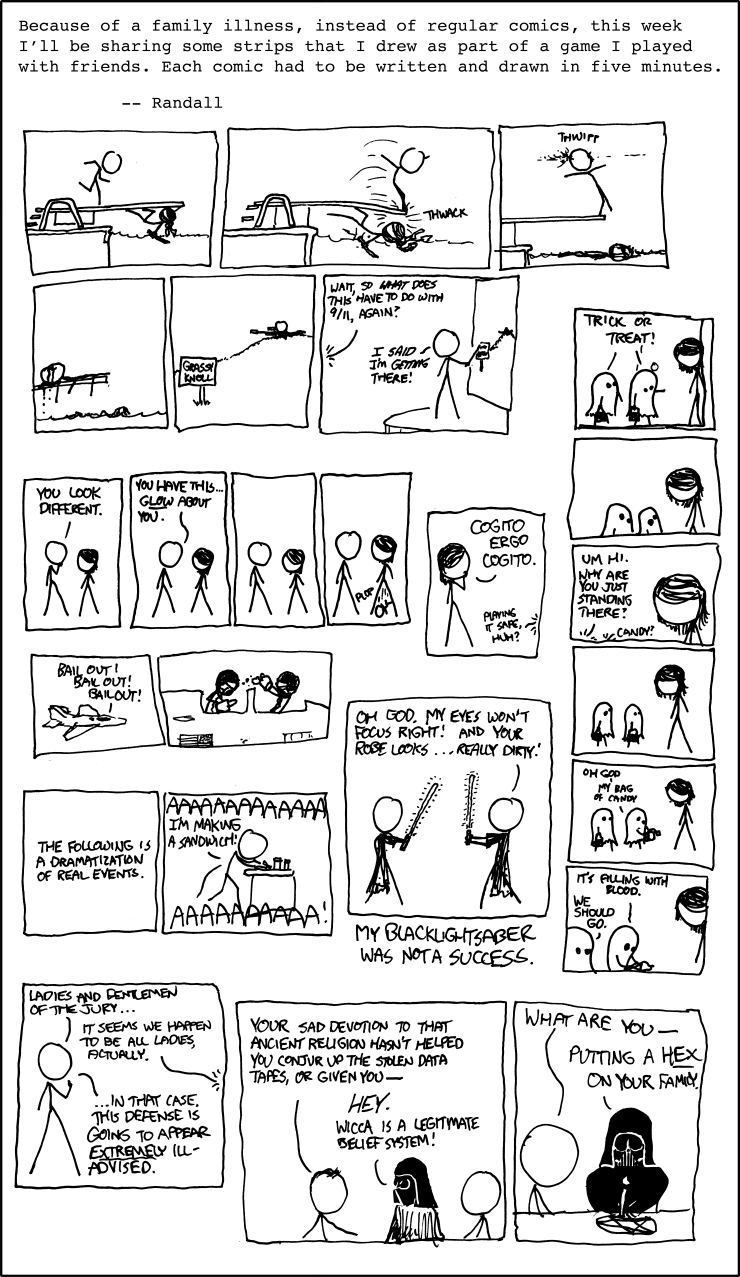 Because of a family illness, instead of regular comics, this week
I'll be sharing some strips that I drew as part of a game I played
with friends. Each comic had to be written and drawn in five minutes.
-- Randall
THWACK
THWIPP
GRASSY
KNOLL
WAIT, SO WHAT DOES
THIS HAVE TO DO WITH
9/11, AGAIN?
I SAID
I'M GETTING
THERE!
TRICK OR
TREAT!
UM HI.
WHY ARE
YOU JUST
STANDING
THERE?
CANDY?
OH GOD
MY BAG
OF CANDY
IT'S FILLING WITH
BLOOD.
WE
SHOULD
GO.
YOU LOOK
DIFFERENT.
YOU HAVE THIS...
GLOW ABOUT
YOU.
PLOP
COGITO
ERGO
COGITO.
PLAYING
IT SAFE,
HUH?
BAIL OUT!
BAIL OUT!
BAIL OUT!
OH GOD. MY EYES WON'T
FOCUS RIGHT! AND YOUR
ROBE LOOKS ... REALLY DIRTY!
MY BLACKLIGHTSABER
WAS NOT A SUCCESS.
THE FOLLOWING IS
A DRAMATIZATION
OF REAL EVENTS.
AAAAAAAAAAAAA
I'M MAKING
A SANDWICH!
AAAAAAAAAA!
LADIES AND GENTLEMEN
OF THE JURY...
IT SEEMS WE HAPPEN
TO BE ALL LADIES,
ACTUALLY.
...IN THAT CASE,
THIS DEFENSE IS
GOING TO APPEAR
EXTREMELY ILL-
ADVISED.
YOUR SAD DEVOTION TO THAT
ANCIENT RELIGION HASN'T HELPED
YOU CONJUR UP THE STOLEN DATA
TAPES, OR GIVEN YOU—
HEY.
WICCA IS A LEGITMATE
BELIEF SYSTEM!
WHAT ARE YOU—
PUTTING A HEX
ON YOUR FAMILY.